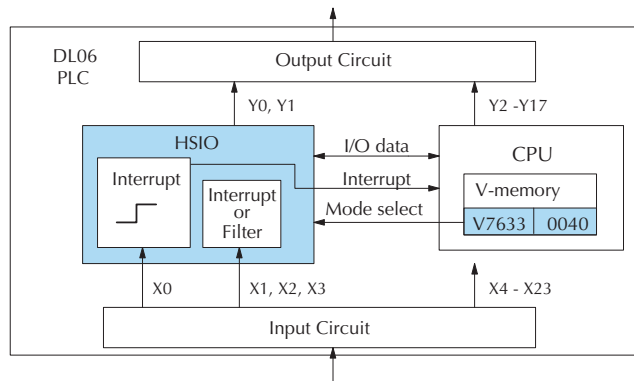 DL06
PLC
Output Circuit
Y0, Y1
Y2 -Y17
HSIO
I/O data
CPU
Interrupt
Interrupt
or
Filter
Interrupt
V-memory
Mode select
V7633
0040
X0
X1, X2, X3
X4 - X23
Input Circuit